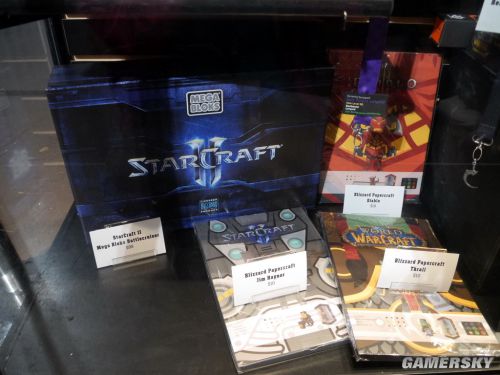 MEGA
BLOKS
STARCRAFT
II
StarCraft II
Mega Bloks Battlecruiser
Blizzard Papercraft
Diablo
STARCRAFT
Blizzard Papercraft
Jim Raynor
WORLD
OF
WARCRAFT
Blizzard Papercraft
Thrall
GAMERSKY